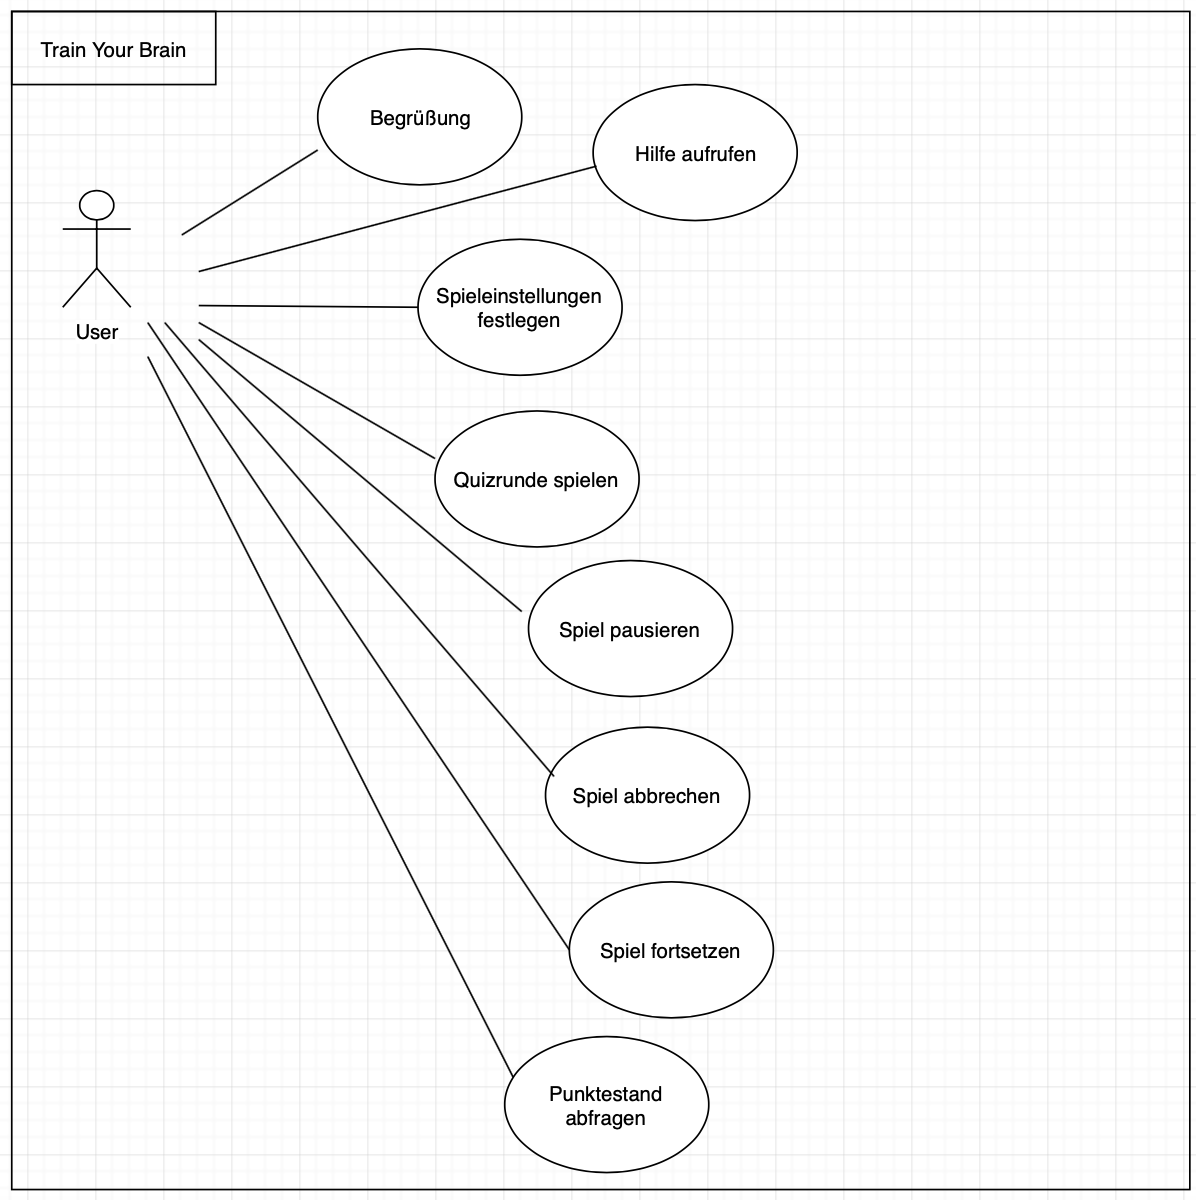 Train Your Brain
Begrüßung
Hilfe aufrufen
User
Spieleinstellungen
festlegen
Quizrunde spielen
Spiel pausieren
Spiel abbrechen
Spiel fortsetzen
Punktestand
abfragen